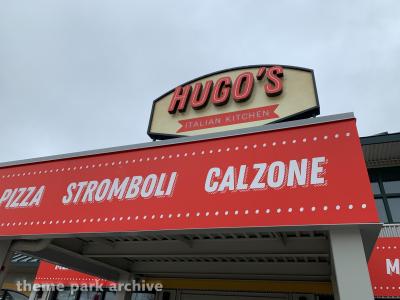 HUGO'S
ITALIAN KITCHEN
PIZZA STROMBOLI CALZONE
theme park archive